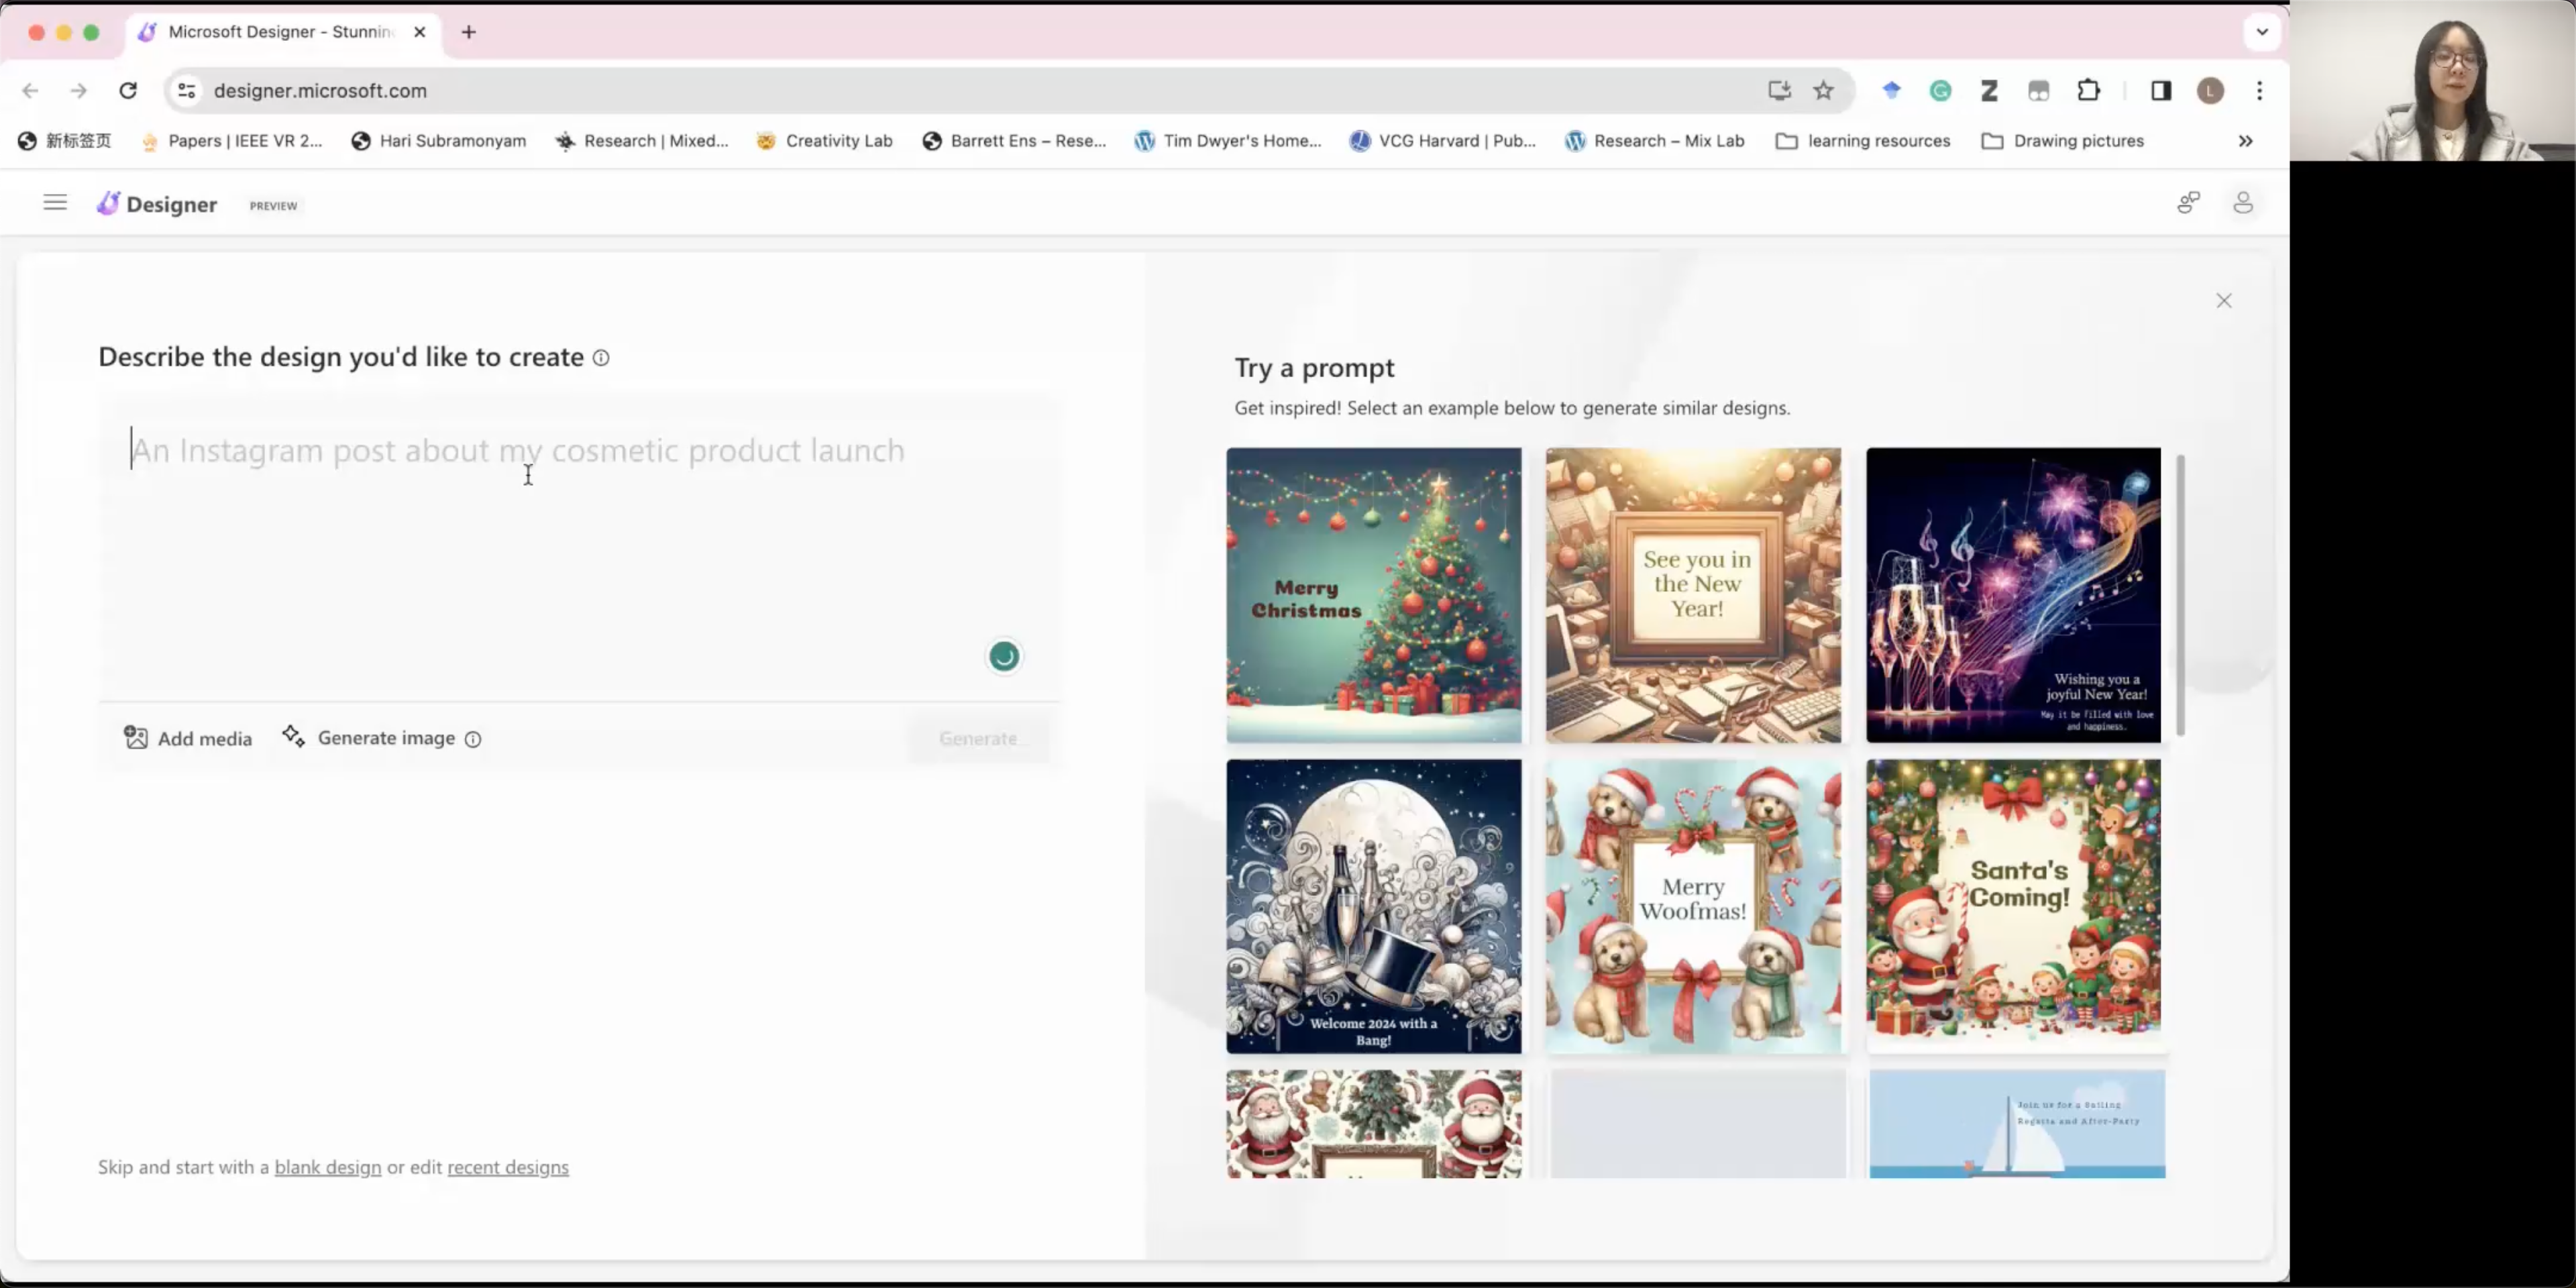 Microsoft Designer - Stunnin
designer.microsoft.com
L
新标签页
Papers | IEEE VR 2...
Hari Subramonyam
Research | Mixed...
Creativity Lab
Barrett Ens – Rese...
Tim Dwyer's Home...
VCG Harvard | Pub...
Research – Mix Lab
learning resources
Drawing pictures
Designer
PREVIEW
Describe the design you'd like to create
An Instagram post about my cosmetic product launch
Add media
Generate image
Generate
Skip and start with a blank design or edit recent designs
Try a prompt
Get inspired! Select an example below to generate similar designs.
Merry
Christmas
See you in
the New
Year!
Wishing you a
joyful New Year!
May it be filled with love
and happiness.
Welcome 2024 with a
Bang!
Merry
Woofmas!
Santa's
Coming!
Join us for a Sailing
Regatta and After-Party